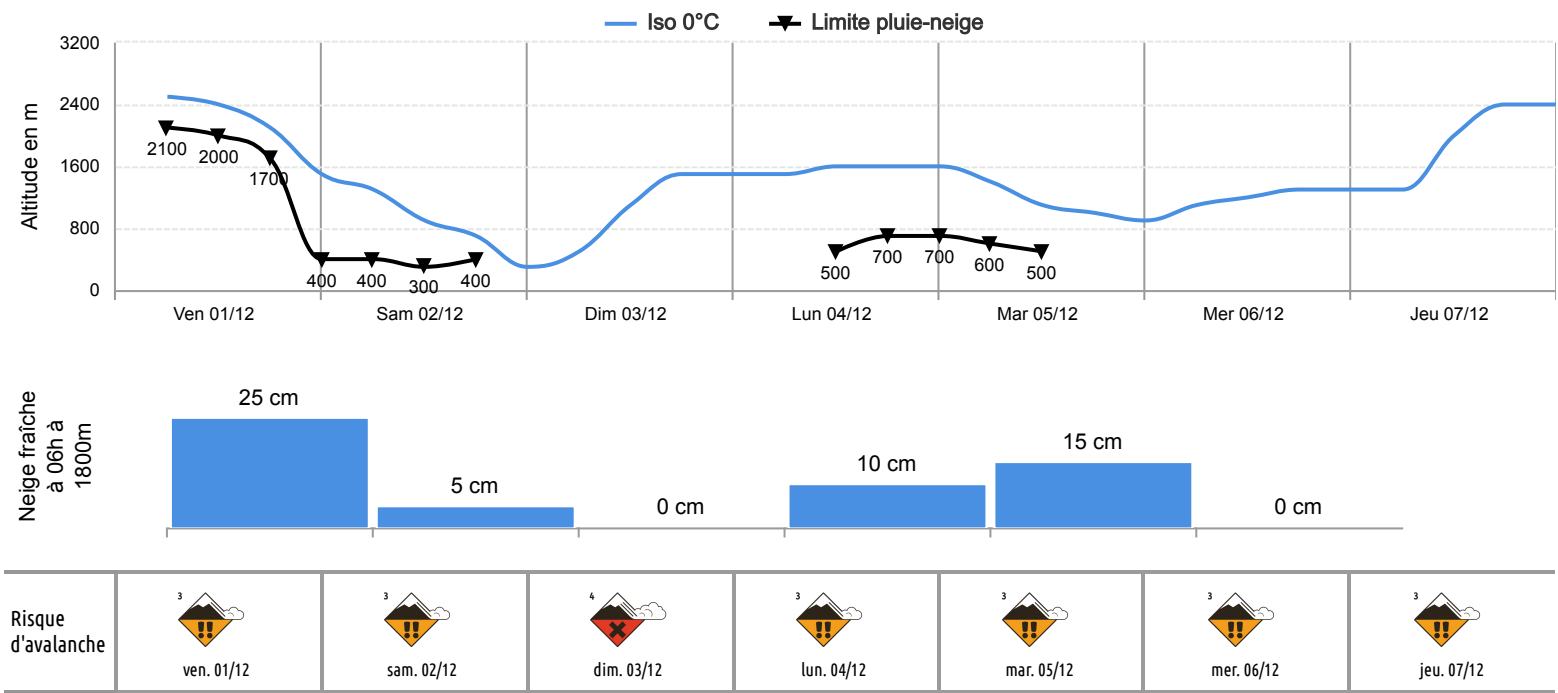 Iso 0°C
Limite pluie-neige
Altitude en m
3200
2400
1600
800
0
2100
2000
1700
400
400
300
400
500
700
700
600
500
Ven 01/12
Sam 02/12
Dim 03/12
Lun 04/12
Mar 05/12
Mer 06/12
Jeu 07/12
Neige fraîche
à 06h à
1800m
25 cm
5 cm
0 cm
10 cm
15 cm
0 cm
Risque
d'avalanche
3
ven. 01/12
3
sam. 02/12
4
dim. 03/12
3
lun. 04/12
3
mar. 05/12
3
mer. 06/12
3
jeu. 07/12